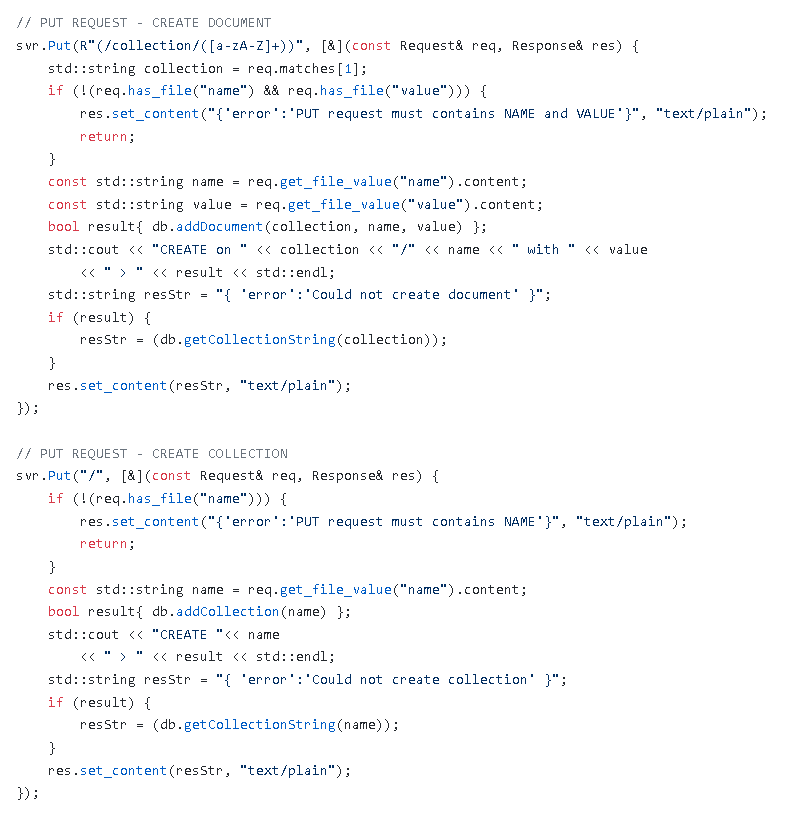 // PUT REQUEST - CREATE DOCUMENT
svr.Put(R"(/collection/([a-zA-Z]+))", [&](const Request& req, Response& res) {
    std::string collection = req.matches[1];
    if (!(req.has_file("name") && req.has_file("value"))) {
        res.set_content("{'error':'PUT request must contains NAME and VALUE'}", "text/plain");
        return;
    }
    const std::string name = req.get_file_value("name").content;
    const std::string value = req.get_file_value("value").content;
    bool result{ db.addDocument(collection, name, value) };
    std::cout << "CREATE on " << collection << "/" << name << " with " << value
        << " > " << result << std::endl;
    std::string resStr = "{ 'error':'Could not create document' }";
    if (result) {
        resStr = (db.getCollectionString(collection));
    }
    res.set_content(resStr, "text/plain");
});

// PUT REQUEST - CREATE COLLECTION
svr.Put("/", [&](const Request& req, Response& res) {
    if (!(req.has_file("name"))) {
        res.set_content("{'error':'PUT request must contains NAME'}", "text/plain");
        return;
    }
    const std::string name = req.get_file_value("name").content;
    bool result{ db.addCollection(name) };
    std::cout << "CREATE "<< name
        << " > " << result << std::endl;
    std::string resStr = "{ 'error':'Could not create collection' }";
    if (result) {
        resStr = (db.getCollectionString(name));
    }
    res.set_content(resStr, "text/plain");
});